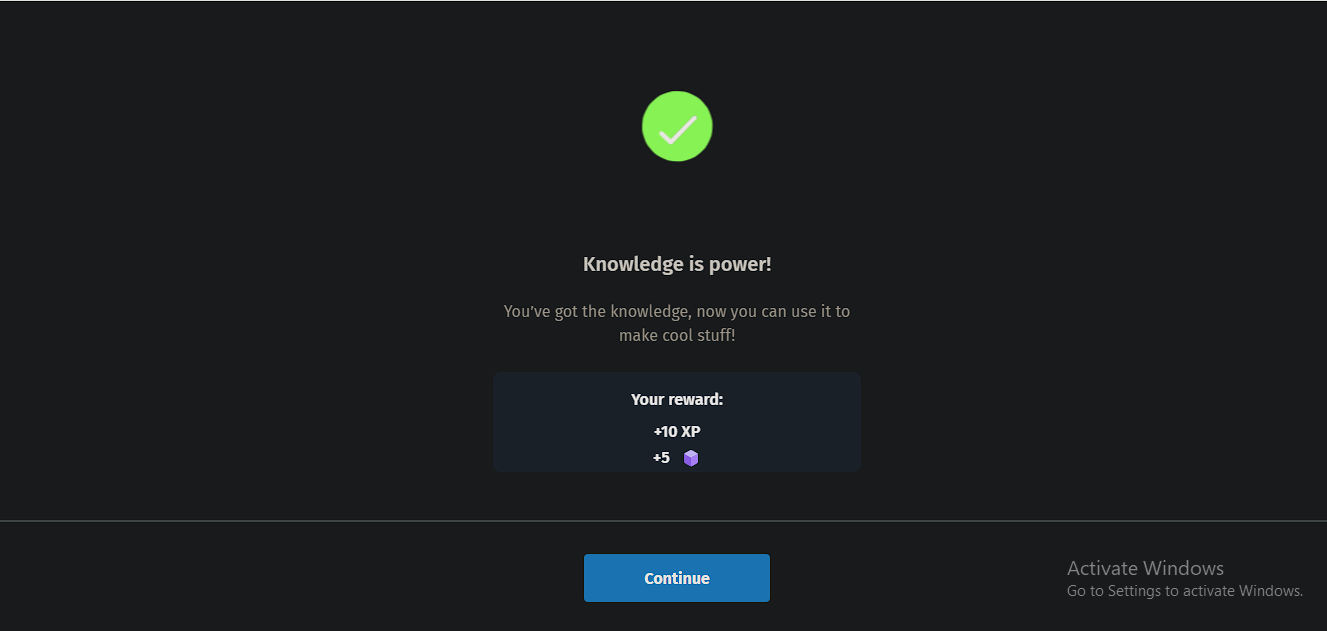 Knowledge is power!
You’ve got the knowledge, now you can use it to
make cool stuff!
Your reward:
+10 XP
+5
Continue
Activate Windows
Go to Settings to activate Windows.